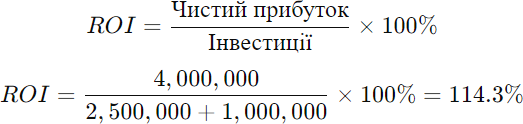 ROI = Чистий прибуток / Інвестиції × 100%
ROI = 4,000,000 / 2,500,000 + 1,000,000 × 100% = 114.3%